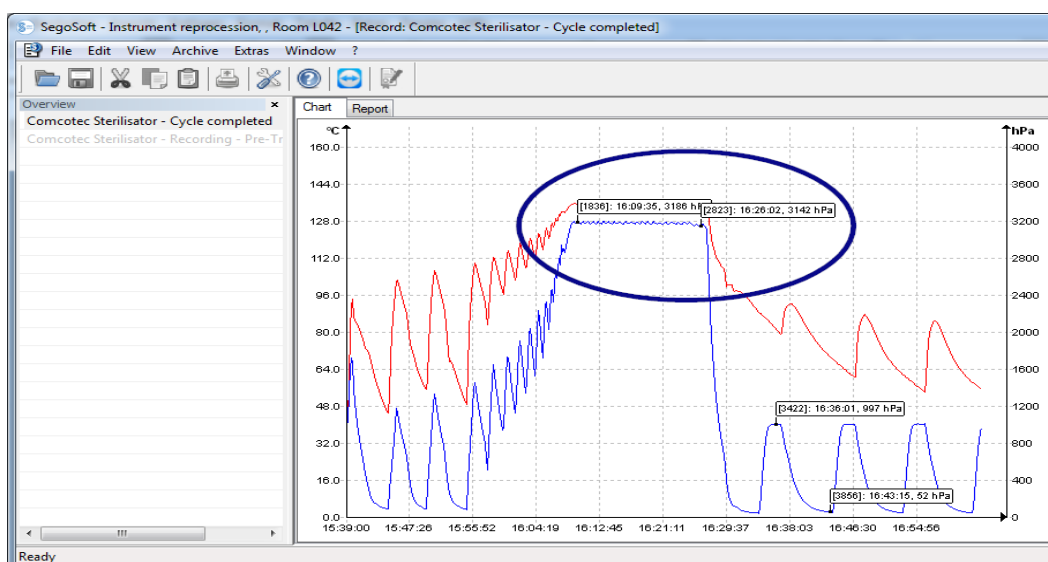 SegoSoft - Instrument reprocession, , Room L042 - [Record: Comcotec Sterilisator - Cycle completed]
File Edit View Archive Extras Window ?
Overview ×
Comcotec Sterilisator - Cycle completed
Comcotec Sterilisator - Recording - Pre-Tr
Chart Report
°C hPa
160.0 4000
144.0 3600
[1836]: 16:09:35, 3186 hP [2823]: 16:26:02, 3142 hPa
128.0 3200
112.0 2800
96.0 2400
80.0 2000
64.0 1600
48.0 [3422]: 16:36:01, 997 hPa 1200
32.0 800
16.0 400
[3856]: 16:43:15, 52 hPa
0.0 0
15:39:00 15:47:26 15:55:52 16:04:19 16:12:45 16:21:11 16:29:37 16:38:03 16:46:30 16:54:56
Ready